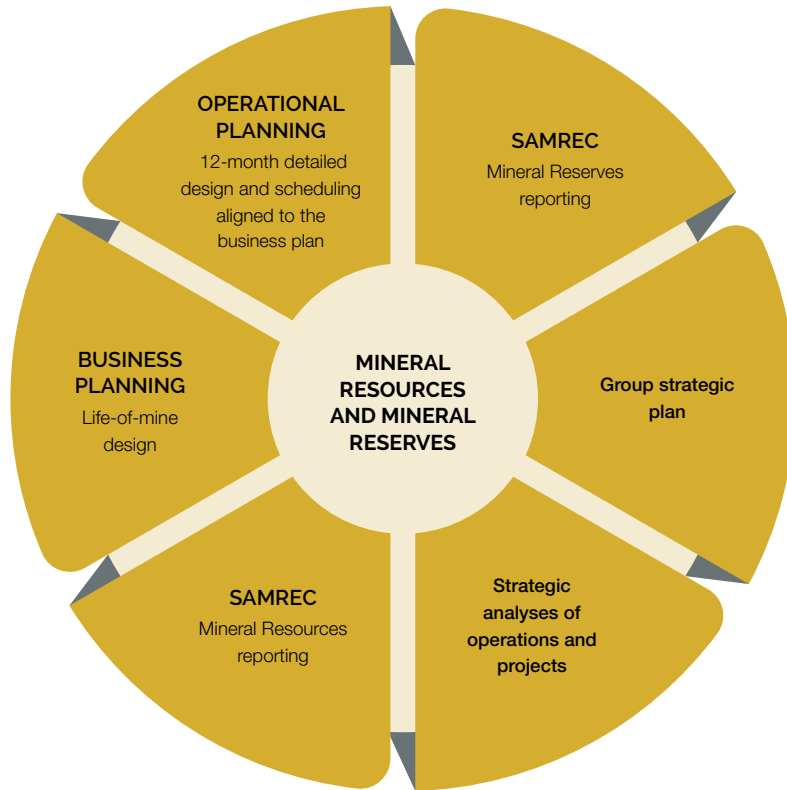 OPERATIONAL
PLANNING
12-month detailed
design and scheduling
aligned to the
business plan
SAMREC
Mineral Reserves
reporting
BUSINESS
PLANNING
Life-of-mine
design
MINERAL
RESOURCES
AND MINERAL
RESERVES
Group strategic
plan
SAMREC
Mineral Resources
reporting
Strategic
analyses of
operations and
projects